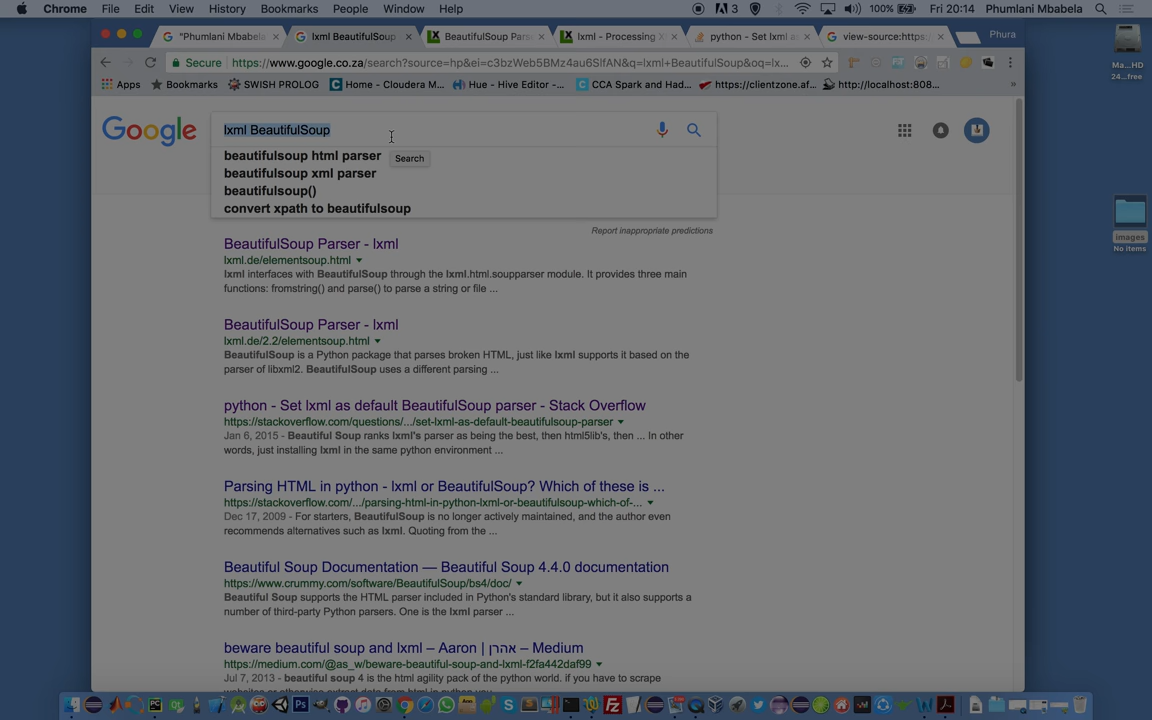 Chrome File Edit View History Bookmarks People Window Help 3 100% Fri 20:14 Phumlani Mbabela
"Phumlani Mbabela lxml BeautifulSoup BeautifulSoup Pars lxml - Processing X python - Set lxml as view-source:https: Phura
Secure https://www.google.co.za/search?source=hp&ei=c3bzWeb5BMz4au6SlfAN&q=lxml+BeautifulSoup&oq=lx...
Apps Bookmarks SWISH PROLOG Home - Cloudera M... Hue - Hive Editor -... CCA Spark and Had... https://clientzone.af... http://localhost:808... »
Ma...HD
24...free
Google
lxml BeautifulSoup
beautifulsoup html parser
Search
beautifulsoup xml parser
beautifulsoup()
convert xpath to beautifulsoup
images
No items
Report inappropriate predictions
BeautifulSoup Parser - lxml
lxml.de/elementsoup.html
lxml interfaces with BeautifulSoup through the lxml.html.soupparser module. It provides three main
functions: fromstring() and parse() to parse a string or file ...
BeautifulSoup Parser - lxml
lxml.de/2.2/elementsoup.html
BeautifulSoup is a Python package that parses broken HTML, just like lxml supports it based on the
parser of libxml2. BeautifulSoup uses a different parsing ...
python - Set lxml as default BeautifulSoup parser - Stack Overflow
https://stackoverflow.com/questions/.../set-lxml-as-default-beautifulsoup-parser
Jan 6, 2015 - Beautiful Soup ranks lxml's parser as being the best, then html5lib's, then ... In other
words, just installing lxml in the same python environment ...
Parsing HTML in python - lxml or BeautifulSoup? Which of these is ...
https://stackoverflow.com/.../parsing-html-in-python-lxml-or-beautifulsoup-which-of-...
Dec 17, 2009 - For starters, BeautifulSoup is no longer actively maintained, and the author even
recommends alternatives such as lxml. Quoting from the ...
Beautiful Soup Documentation — Beautiful Soup 4.4.0 documentation
https://www.crummy.com/software/BeautifulSoup/bs4/doc/
Beautiful Soup supports the HTML parser included in Python's standard library, but it also supports a
number of third-party Python parsers. One is the lxml parser ...
beware beautiful soup and lxml – Aaron | אהרן – Medium
https://medium.com/@as_w/beware-beautiful-soup-and-lxml-f2fa442daf99
Jul 7, 2013 - beautiful soup 4 is the html agility pack of the python world. if you have to scrape